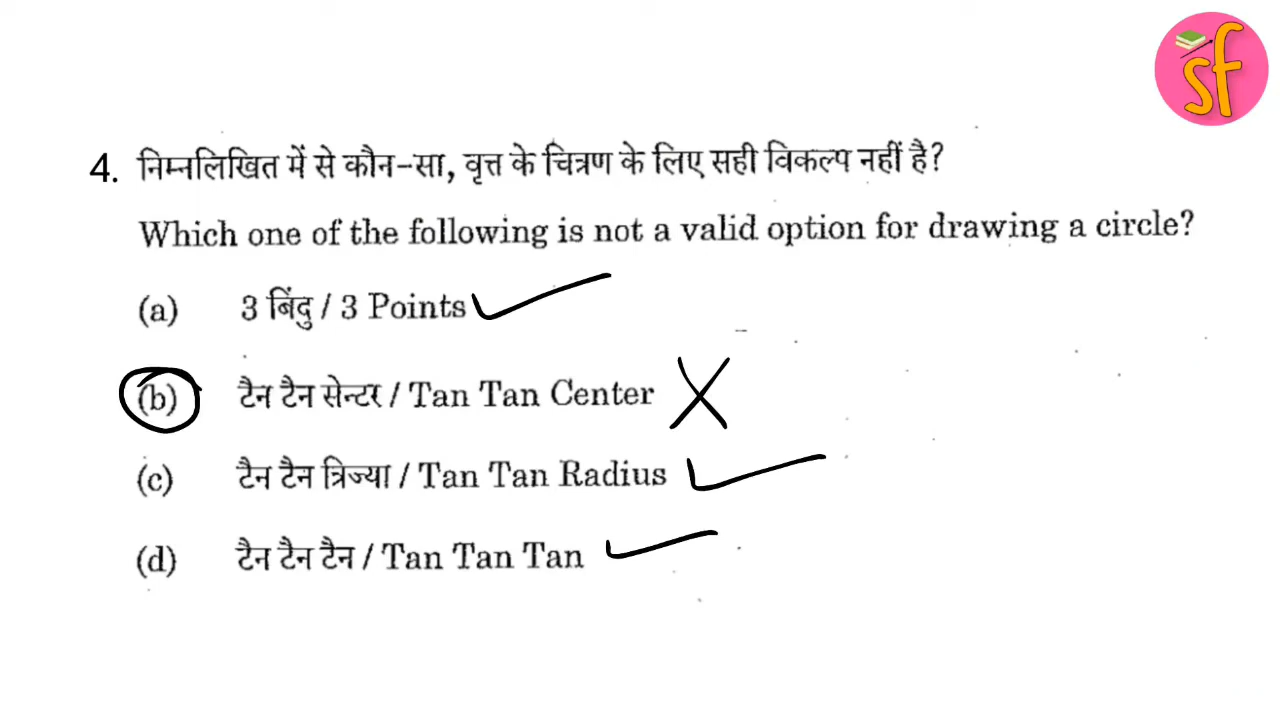 sf
4. निम्नलिखित में से कौन-सा, वृत्त के चित्रण के लिए सही विकल्प नहीं है?
Which one of the following is not a valid option for drawing a circle?
(a) 3 बिंदु / 3 Points
(b) टैन टैन सेन्टर / Tan Tan Center
(c) टैन टैन त्रिज्या / Tan Tan Radius
(d) टैन टैन टैन / Tan Tan Tan